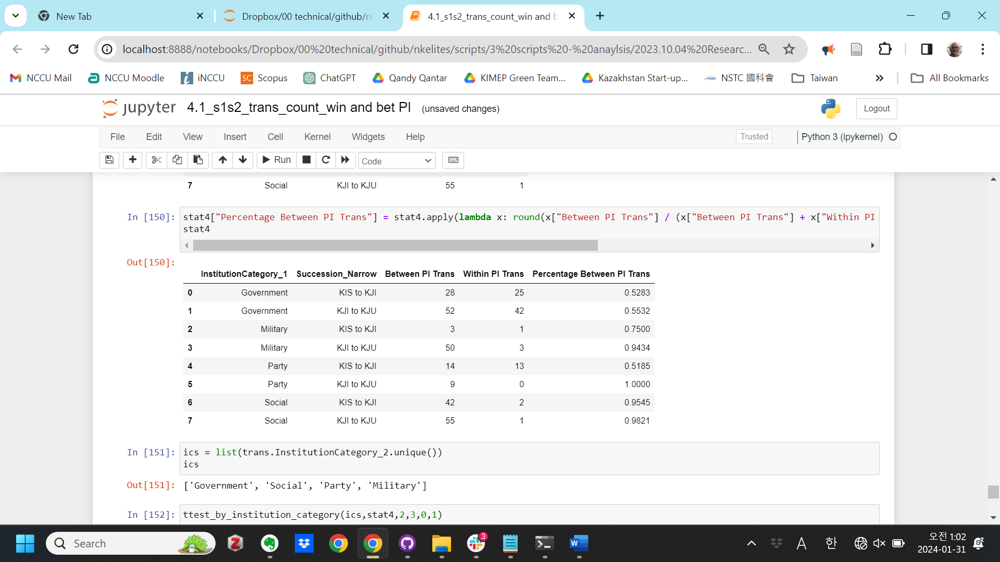 New Tab
Dropbox/00 technical/github/n
4.1_s1s2_trans_count_win and b
localhost:8888/notebooks/Dropbox/00%20technical/github/nkelites/scripts/3%20scripts%20-%20anaylsis/2023.10.04%20Researc...
NCCU Mail
NCCU Moodle
iNCCU
SC Scopus
ChatGPT
Qandy Qantar
KIMEP Green Team...
Kazakhstan Start-up...
NSTC 國科會
Taiwan
»
All Bookmarks
jupyter 4.1_s1s2_trans_count_win and bet PI (unsaved changes)
Logout
File Edit View Insert Cell Kernel Widgets Help
Trusted
Python 3 (ipykernel)
Run
Code
7 Social KJI to KJU 55 1
In [150]: stat4["Percentage Between PI Trans"] = stat4.apply(lambda x: round(x["Between PI Trans"] / (x["Between PI Trans"] + x["Within PI
stat4
Out[150]:
InstitutionCategory_1 Succession_Narrow Between PI Trans Within PI Trans Percentage Between PI Trans
0 Government KIS to KJI 28 25 0.5283
1 Government KJI to KJU 52 42 0.5532
2 Military KIS to KJI 3 1 0.7500
3 Military KJI to KJU 50 3 0.9434
4 Party KIS to KJI 14 13 0.5185
5 Party KJI to KJU 9 0 1.0000
6 Social KIS to KJI 42 2 0.9545
7 Social KJI to KJU 55 1 0.9821
In [151]: ics = list(trans.InstitutionCategory_2.unique())
ics
Out[151]: ['Government', 'Social', 'Party', 'Military']
In [152]: ttest_by_institution_category(ics,stat4,2,3,0,1)
Search
Z
3
W
A
한
오전 1:02
2024-01-31